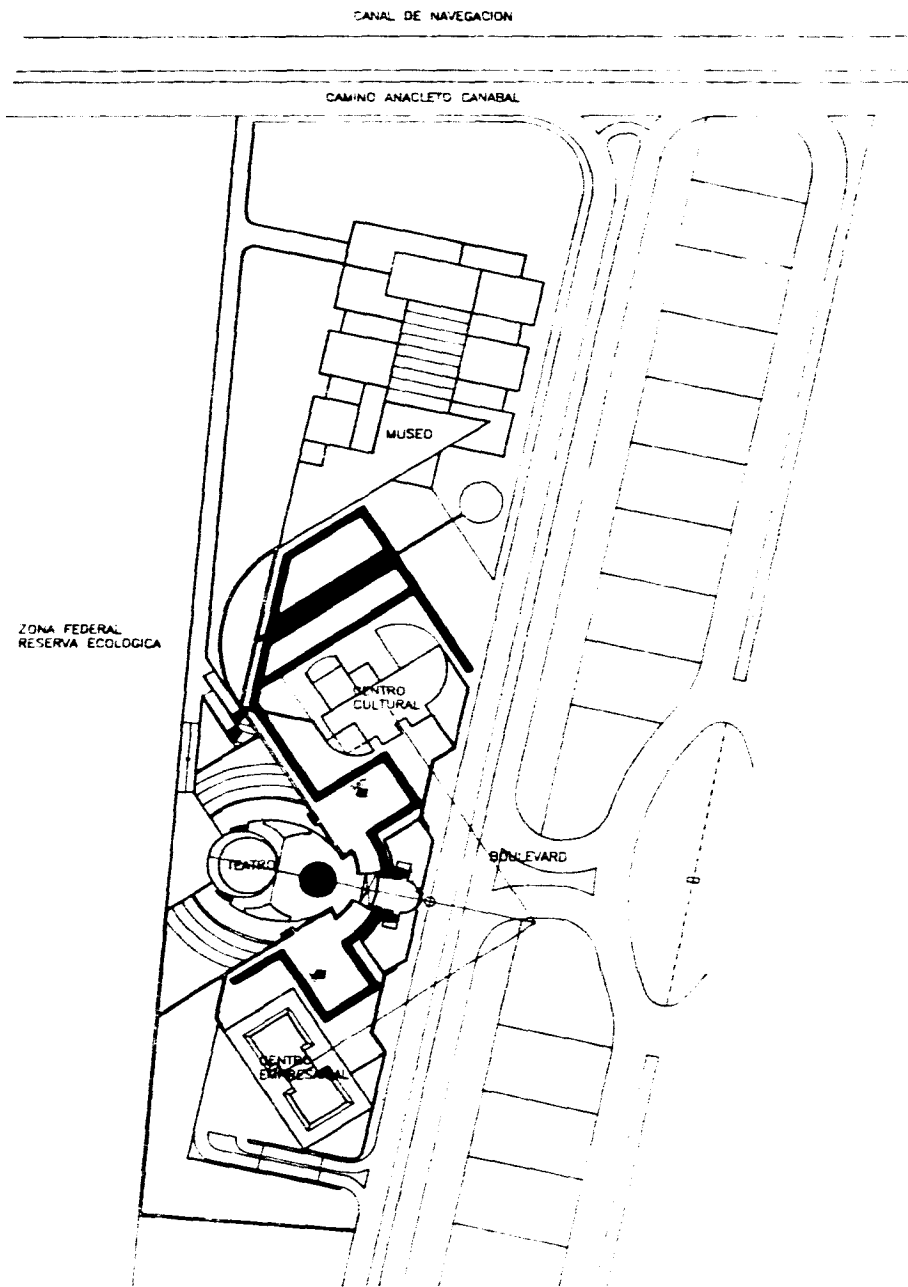 CANAL DE NAVEGACION
CAMINO ANACLETO CANABAL
MUSEO
ZONA FEDERAL
RESERVA ECOLOGICA
CENTRO
CULTURAL
TEATRO
BOULEVARD
CENTRO
EMPRESARIAL